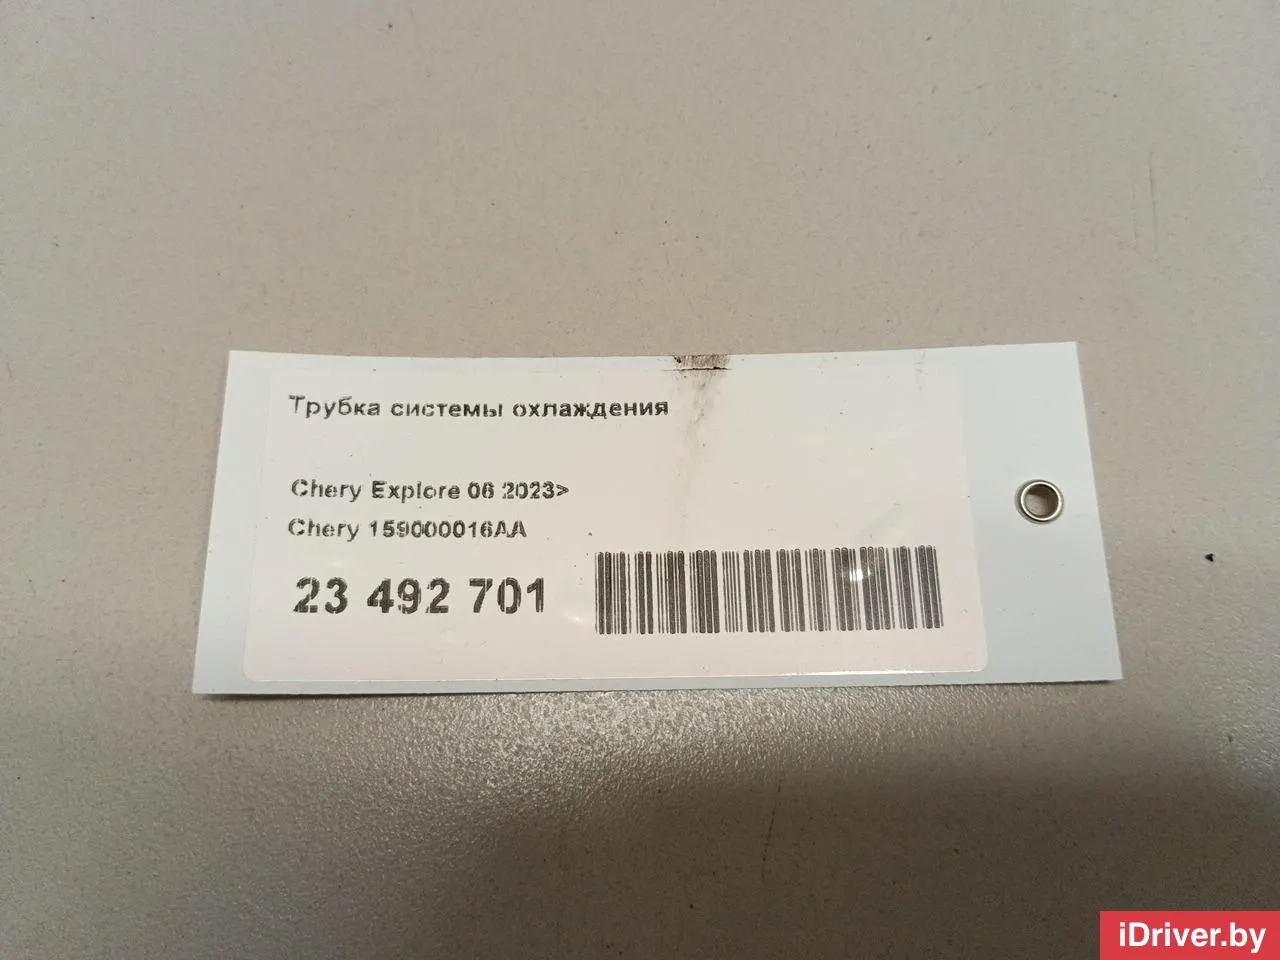 Трубка системы охлаждения
Chery Explore 06 2023>
Chery 159000016AA
23 492 701
iDriver.by